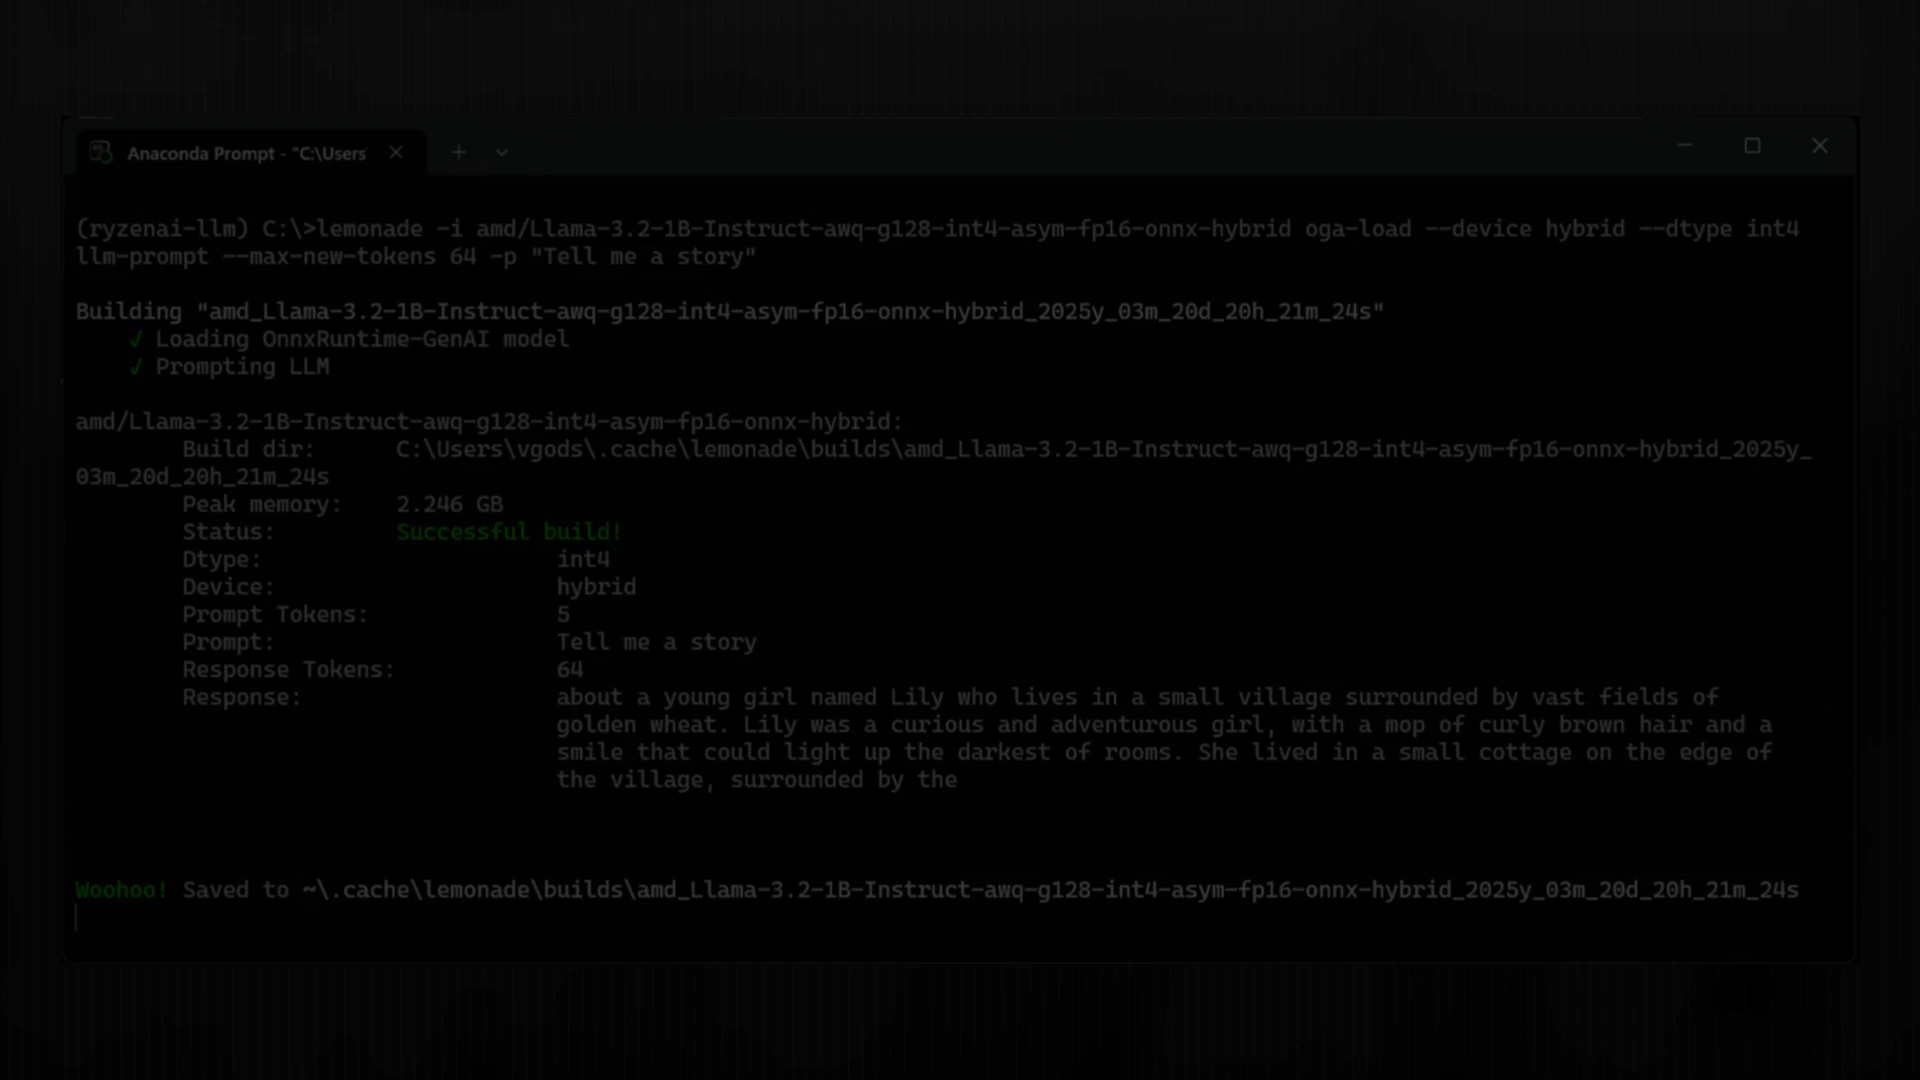 Anaconda Prompt - "C:\Users
(ryzenai-llm) C:\>lemonade -i amd/Llama-3.2-1B-Instruct-awq-g128-int4-asym-fp16-onnx-hybrid oga-load --device hybrid --dtype int4
llm-prompt --max-new-tokens 64 -p "Tell me a story"
Building "amd_Llama-3.2-1B-Instruct-awq-g128-int4-asym-fp16-onnx-hybrid_2025y_03m_20d_20h_21m_24s"
✓ Loading OnnxRuntime-GenAI model
✓ Prompting LLM
amd/Llama-3.2-1B-Instruct-awq-g128-int4-asym-fp16-onnx-hybrid:
Build dir: C:\Users\vgods\.cache\lemonade\builds\amd_Llama-3.2-1B-Instruct-awq-g128-int4-asym-fp16-onnx-hybrid_2025y_
03m_20d_20h_21m_24s
Peak memory: 2.246 GB
Status: Successful build!
Dtype: int4
Device: hybrid
Prompt Tokens: 5
Prompt: Tell me a story
Response Tokens: 64
Response: about a young girl named Lily who lives in a small village surrounded by vast fields of
golden wheat. Lily was a curious and adventurous girl, with a mop of curly brown hair and a
smile that could light up the darkest of rooms. She lived in a small cottage on the edge of
the village, surrounded by the
Woohoo! Saved to ~\.cache\lemonade\builds\amd_Llama-3.2-1B-Instruct-awq-g128-int4-asym-fp16-onnx-hybrid_2025y_03m_20d_20h_21m_24s